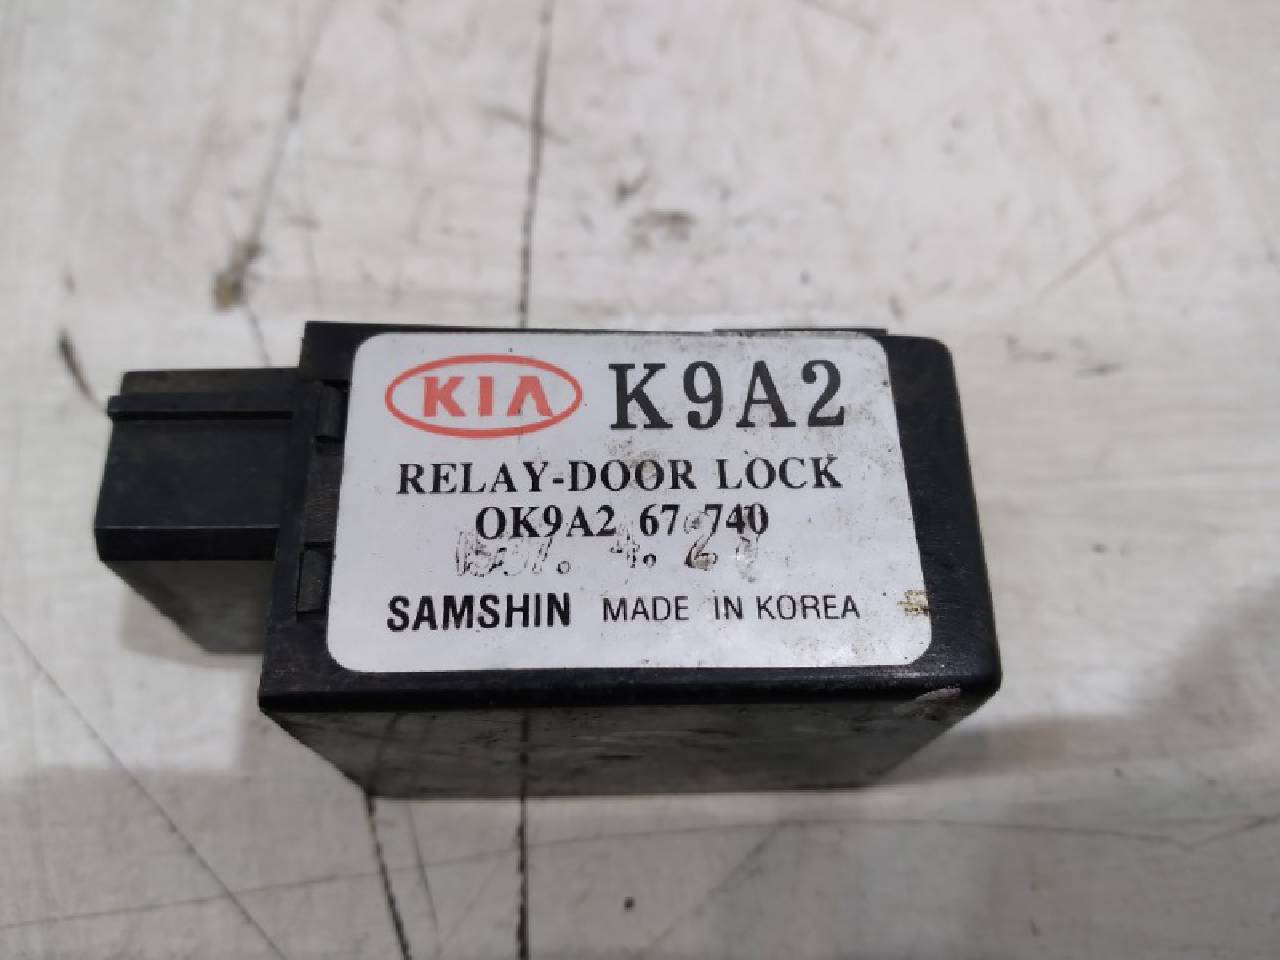 KIA K9A2
RELAY-DOOR LOCK
OK9A2 67 740
SAMSHIN MADE IN KOREA